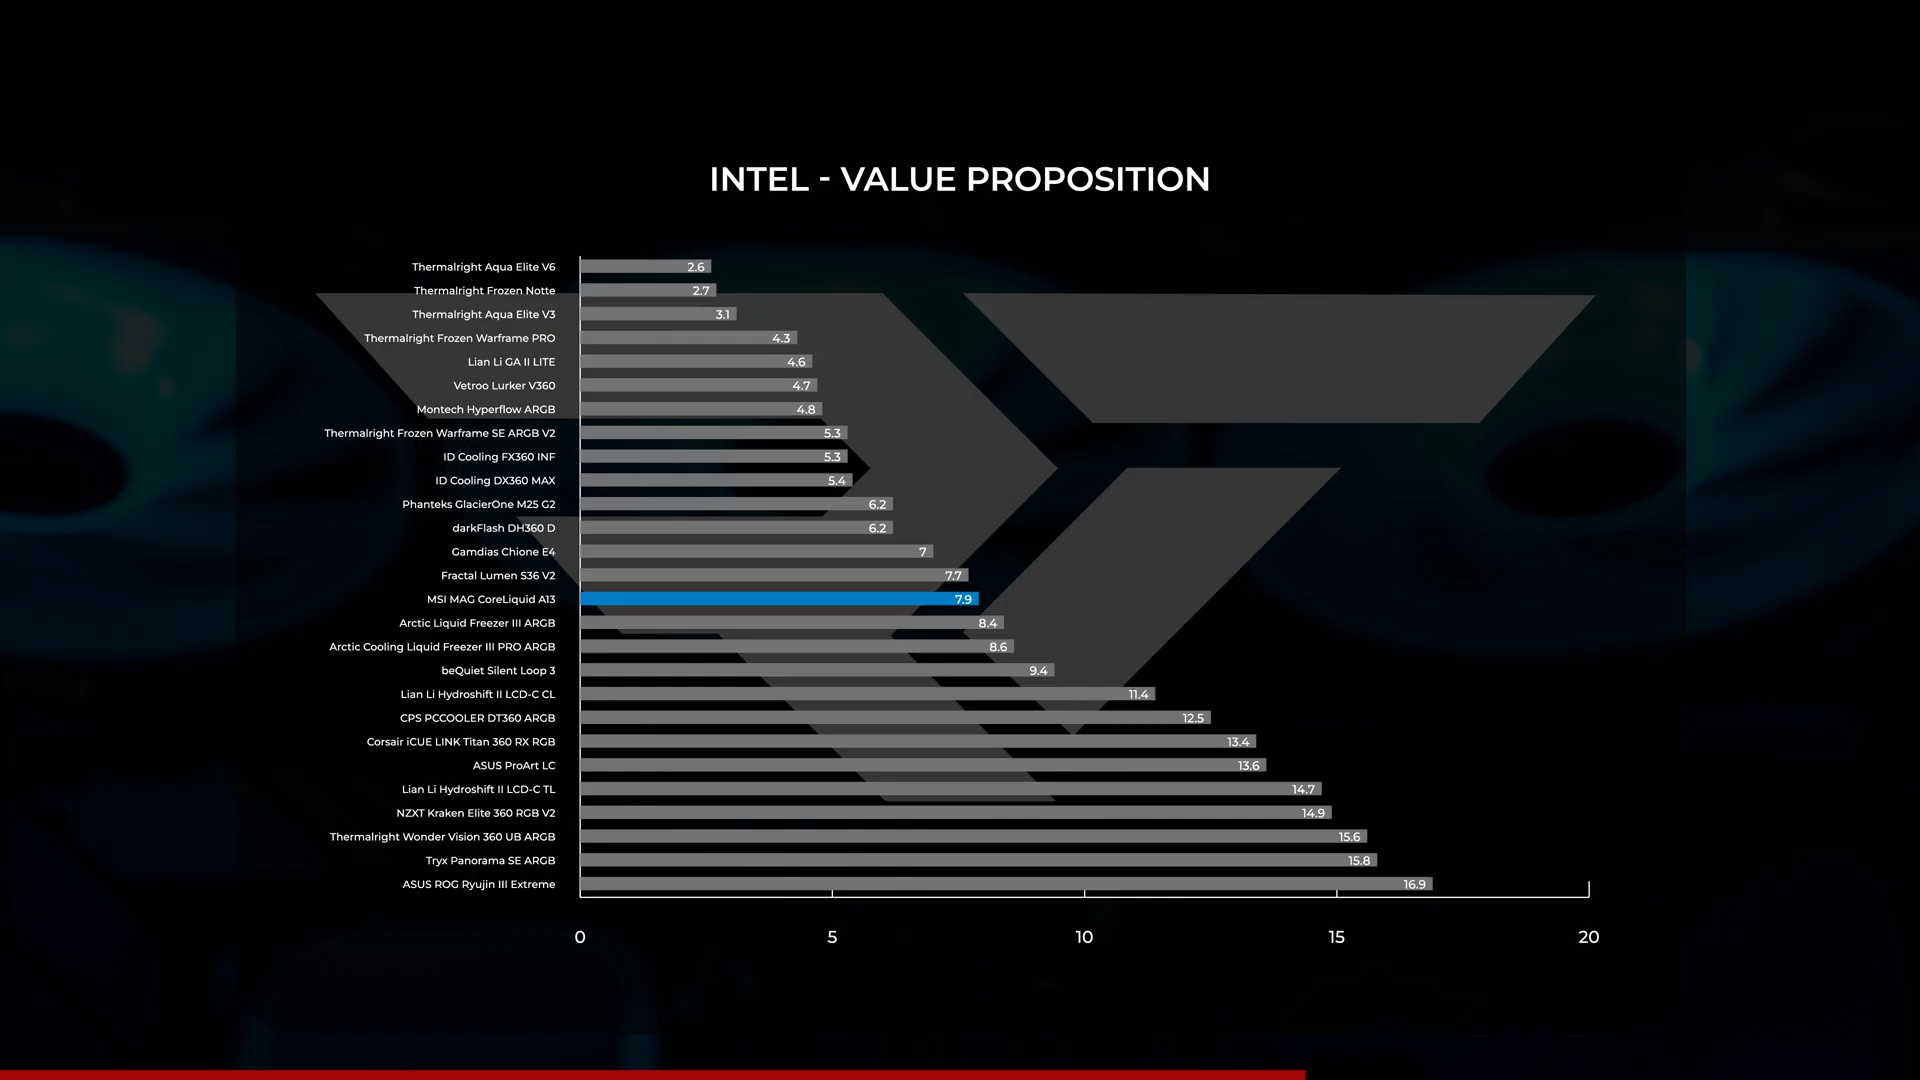 INTEL - VALUE PROPOSITION
Thermalright Aqua Elite V6 2.6
Thermalright Frozen Notte 2.7
Thermalright Aqua Elite V3 3.1
Thermalright Frozen Warframe PRO 4.3
Lian Li GA II LITE 4.6
Vetroo Lurker V360 4.7
Montech Hyperflow ARGB 4.8
Thermalright Frozen Warframe SE ARGB V2 5.3
ID Cooling FX360 INF 5.3
ID Cooling DX360 MAX 5.4
Phanteks GlacierOne M25 G2 6.2
darkFlash DH360 D 6.2
Gamdias Chione E4 7
Fractal Lumen S36 V2 7.7
MSI MAG CoreLiquid A13 7.9
Arctic Liquid Freezer III ARGB 8.4
Arctic Cooling Liquid Freezer III PRO ARGB 8.6
beQuiet Silent Loop 3 9.4
Lian Li Hydroshift II LCD-C CL 11.4
CPS PCCOOLER DT360 ARGB 12.5
Corsair iCUE LINK Titan 360 RX RGB 13.4
ASUS ProArt LC 13.6
Lian Li Hydroshift II LCD-C TL 14.7
NZXT Kraken Elite 360 RGB V2 14.9
Thermalright Wonder Vision 360 UB ARGB 15.6
Tryx Panorama SE ARGB 15.8
ASUS ROG Ryujin III Extreme 16.9
0 5 10 15 20